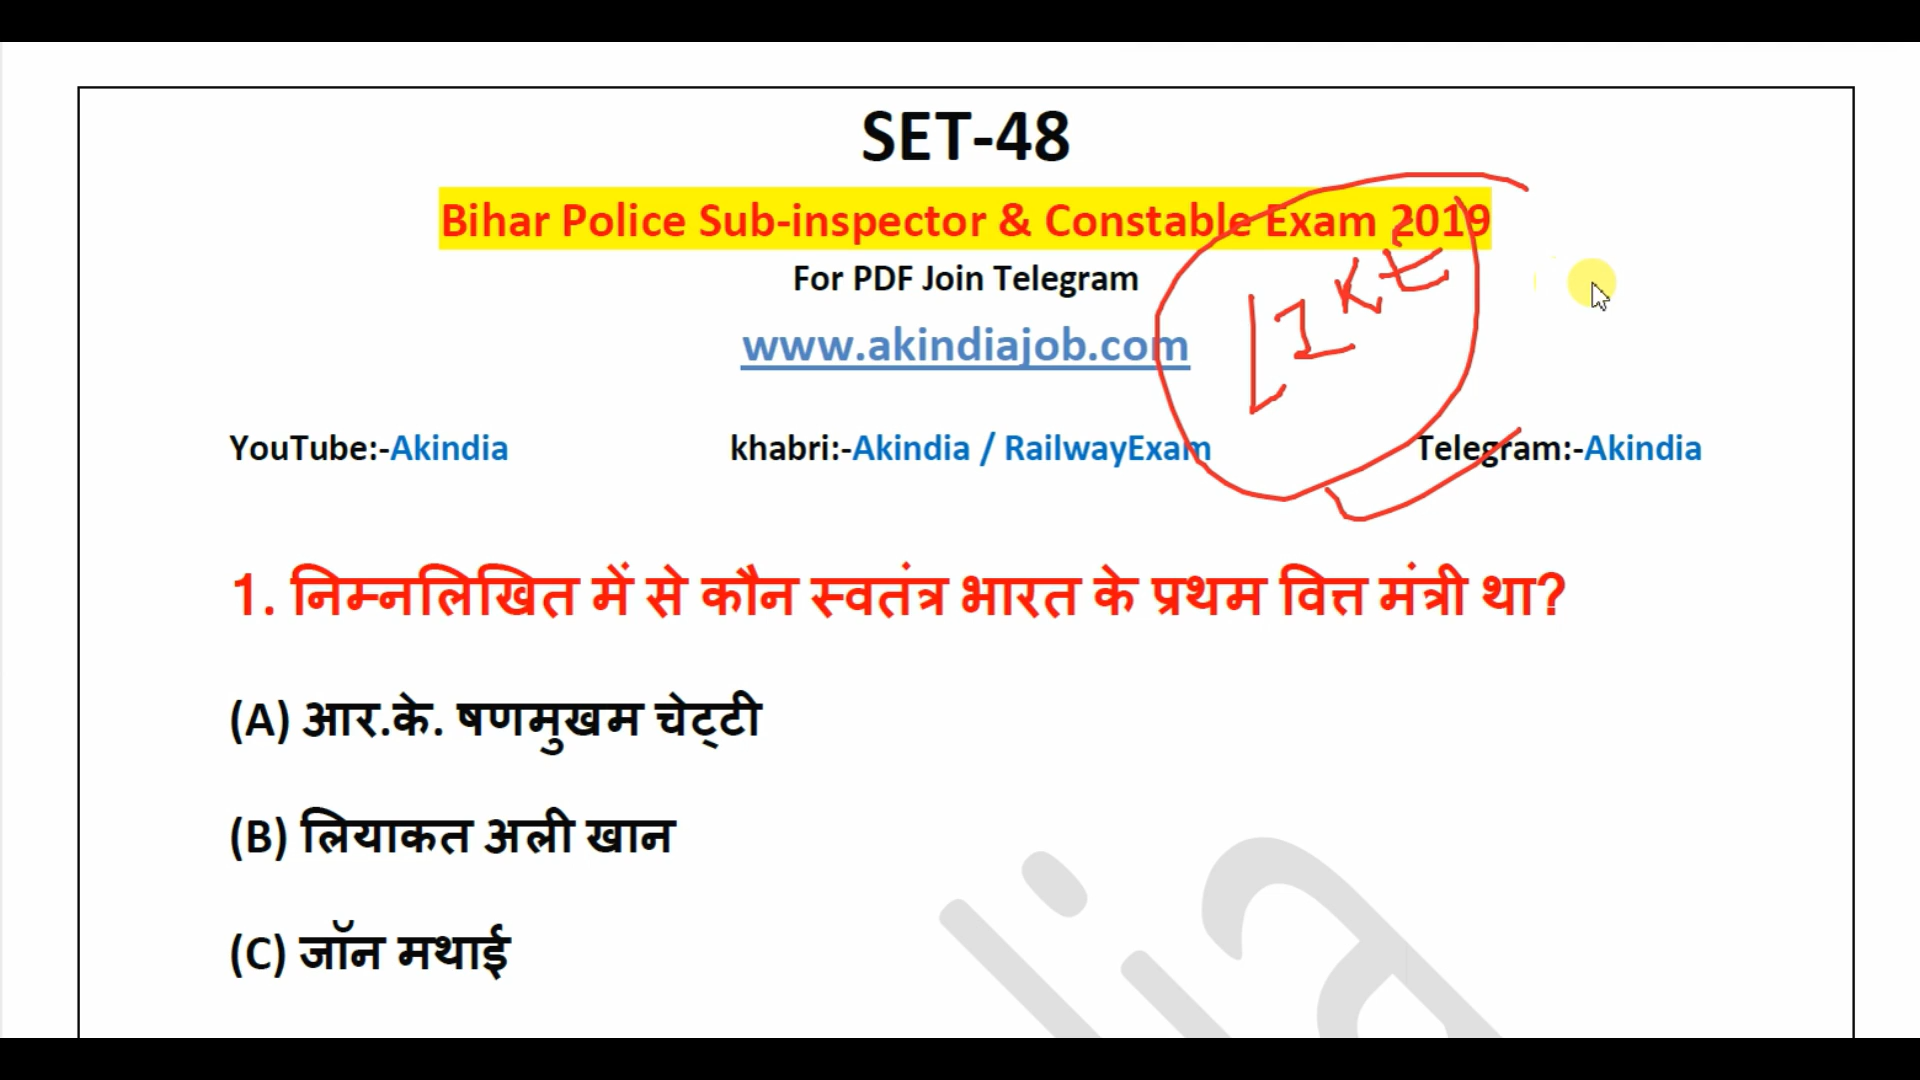 SET-48
Bihar Police Sub-inspector & Constable Exam 2019
For PDF Join Telegram
www.akindiajob.com
LIKE
YouTube:-Akindia khabri:-Akindia / RailwayExam Telegram:-Akindia
1. निम्नलिखित में से कौन स्वतंत्र भारत के प्रथम वित्त मंत्री था?
(A) आर.के. षणमुखम चेट्टी
(B) लियाकत अली खान
(C) जॉन मथाई